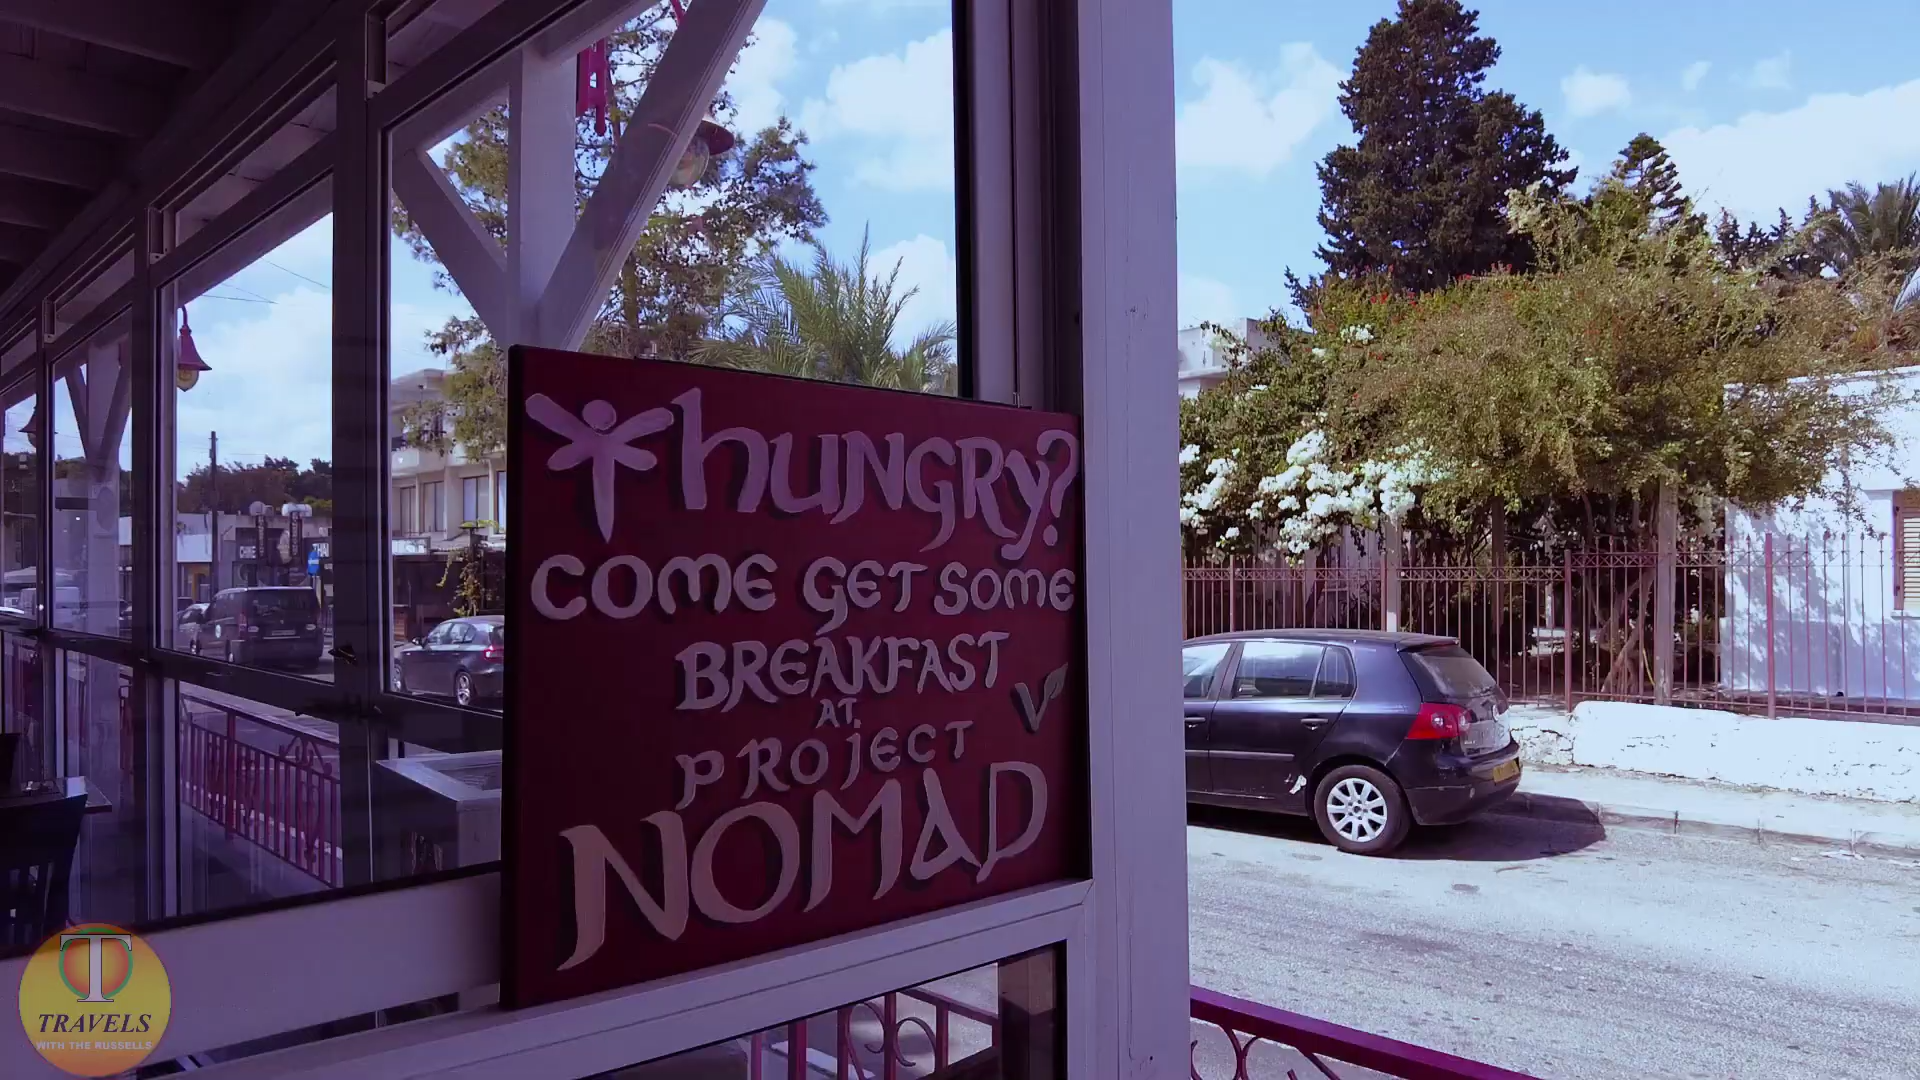 hungry?
come get some
BREAKFAST
AT
PROJECT
NOMAD
V
T
TRAVELS
WITH THE RUSSELLS